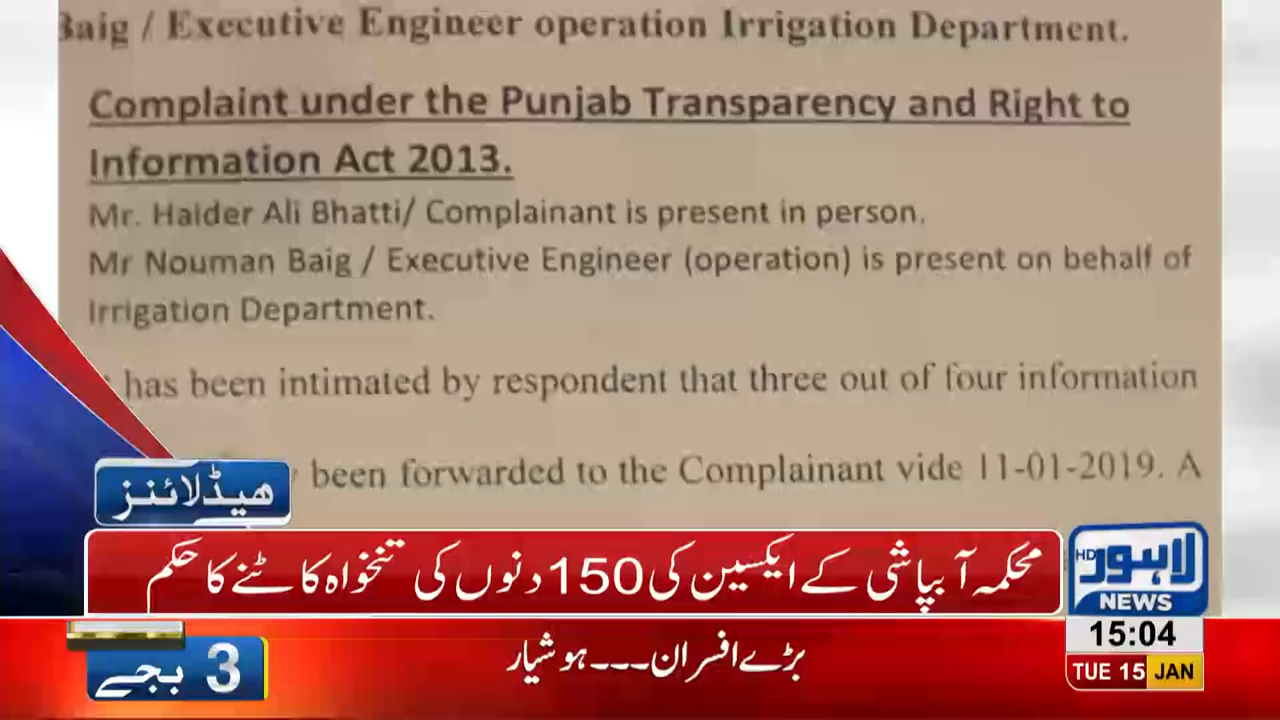 Baig / Executive Engineer operation Irrigation Department.
Complaint under the Punjab Transparency and Right to
Information Act 2013.
Mr. Haider Ali Bhatti/ Complainant is present in person.
Mr Nouman Baig / Executive Engineer (operation) is present on behalf of
Irrigation Department.
has been intimated by respondent that three out of four information
been forwarded to the Complainant vide 11-01-2019. A
ہیڈلائنز
محکمہ آبپاشی کے ایکسین کی 150 دنوں کی تنخواہ کاٹنے کا حکم
لاہور
HD
NEWS
15:04
TUE 15 JAN
3 بجے
بڑے افسران۔۔۔ہوشیار